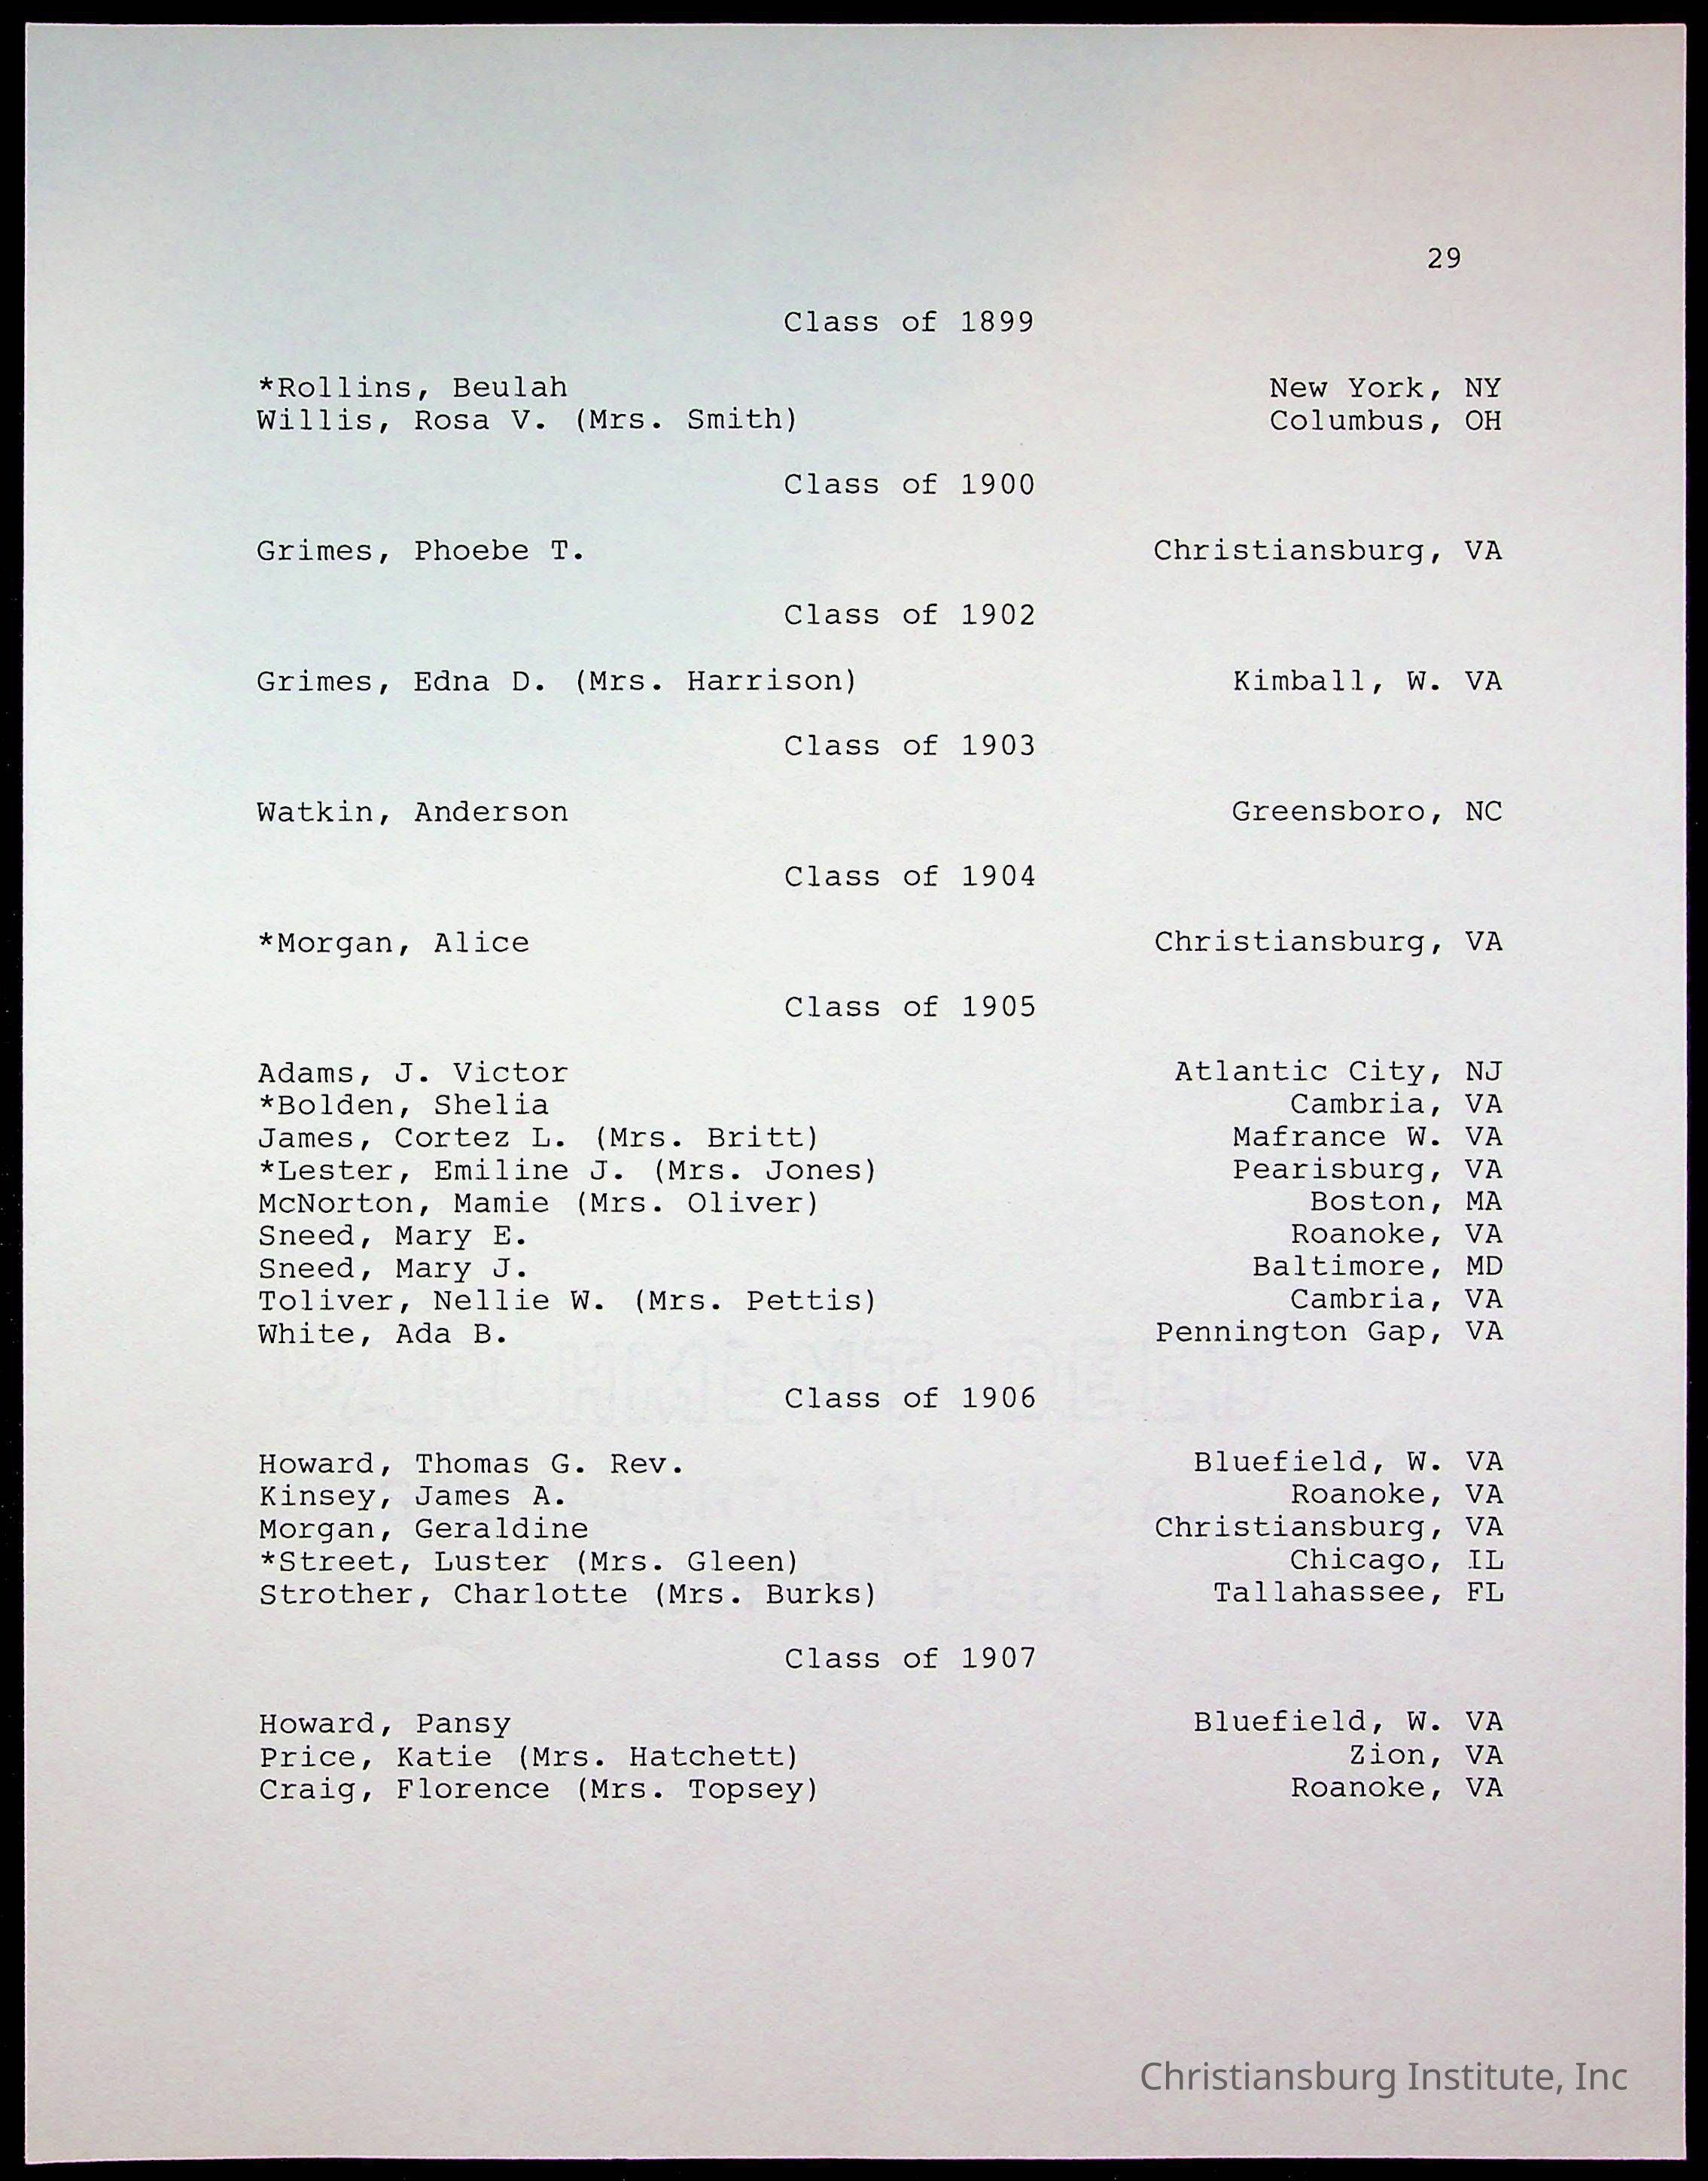 29
Class of 1899
*Rollins, Beulah New York, NY
Willis, Rosa V. (Mrs. Smith) Columbus, OH
Class of 1900
Grimes, Phoebe T. Christiansburg, VA
Class of 1902
Grimes, Edna D. (Mrs. Harrison) Kimball, W. VA
Class of 1903
Watkin, Anderson Greensboro, NC
Class of 1904
*Morgan, Alice Christiansburg, VA
Class of 1905
Adams, J. Victor Atlantic City, NJ
*Bolden, Shelia Cambria, VA
James, Cortez L. (Mrs. Britt) Mafrance W. VA
*Lester, Emiline J. (Mrs. Jones) Pearisburg, VA
McNorton, Mamie (Mrs. Oliver) Boston, MA
Sneed, Mary E. Roanoke, VA
Sneed, Mary J. Baltimore, MD
Toliver, Nellie W. (Mrs. Pettis) Cambria, VA
White, Ada B. Pennington Gap, VA
Class of 1906
Howard, Thomas G. Rev. Bluefield, W. VA
Kinsey, James A. Roanoke, VA
Morgan, Geraldine Christiansburg, VA
*Street, Luster (Mrs. Gleen) Chicago, IL
Strother, Charlotte (Mrs. Burks) Tallahassee, FL
Class of 1907
Howard, Pansy Bluefield, W. VA
Price, Katie (Mrs. Hatchett) Zion, VA
Craig, Florence (Mrs. Topsey) Roanoke, VA
Christiansburg Institute, Inc